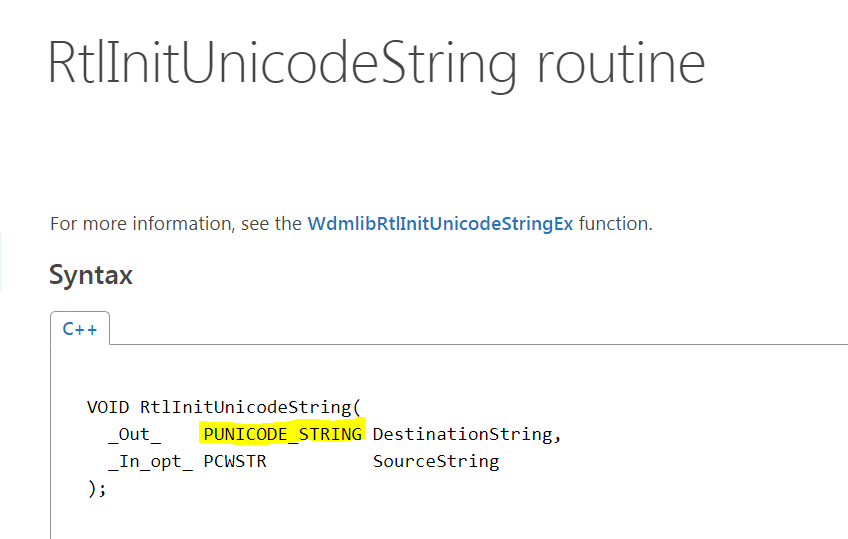 RtlInitUnicodeString routine
For more information, see the WdmlibRtlInitUnicodeStringEx function.
Syntax
C++
VOID RtlInitUnicodeString(
_Out_ PUNICODE_STRING DestinationString,
_In_opt_ PCWSTR SourceString
);